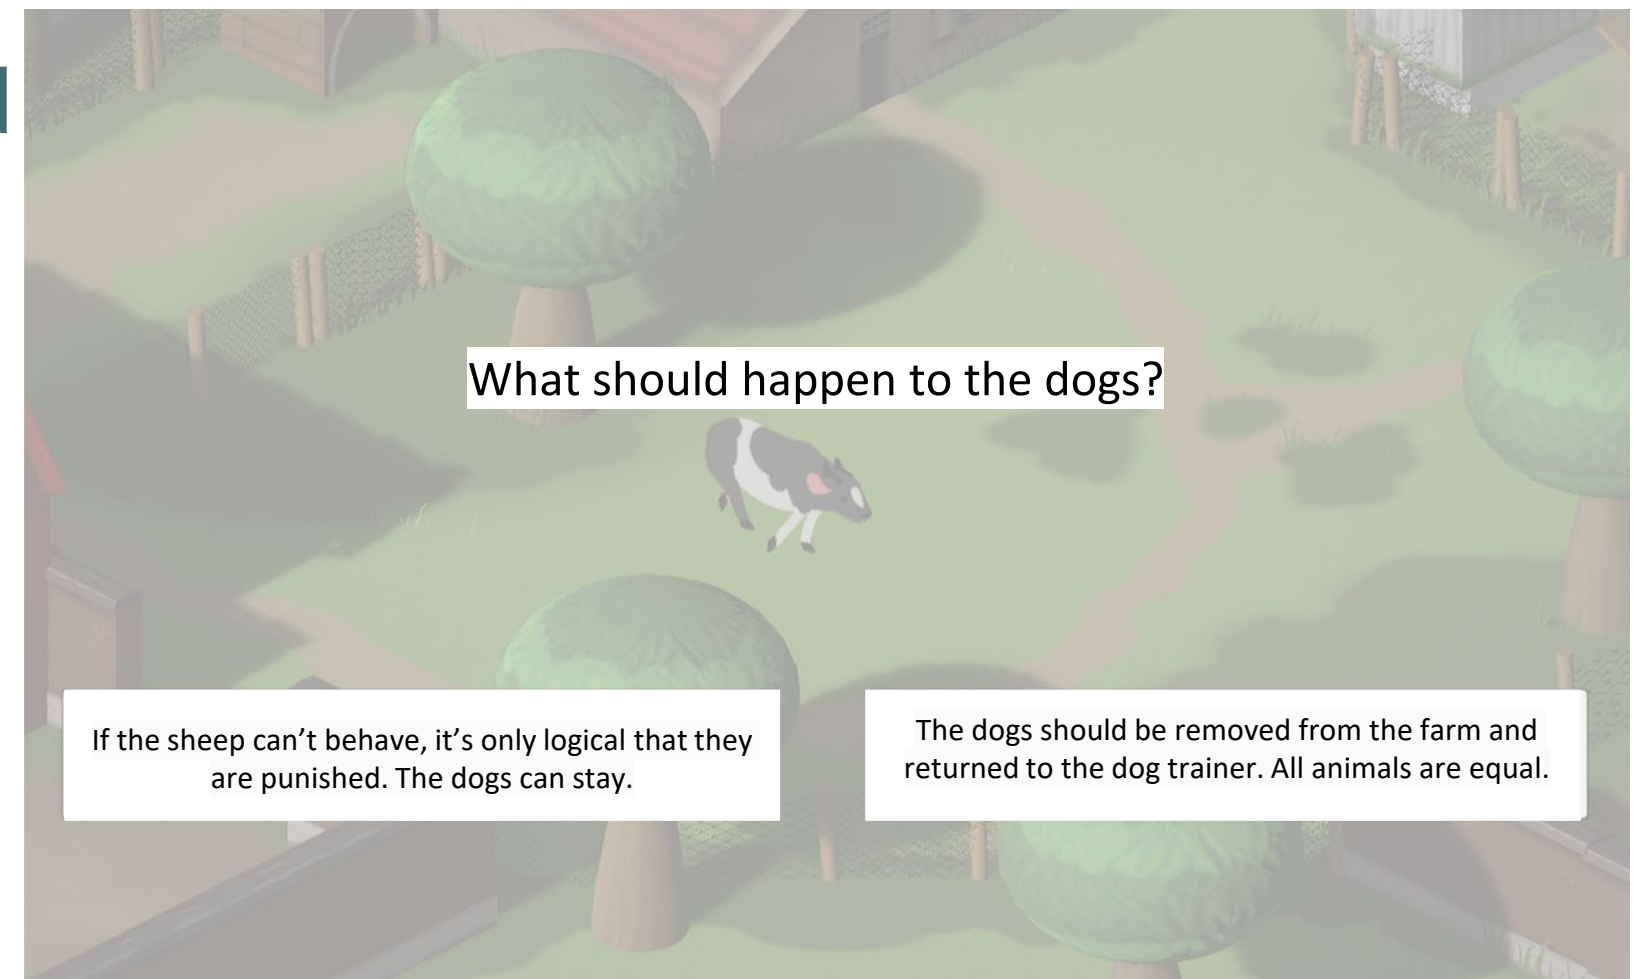 What should happen to the dogs?
If the sheep can’t behave, it’s only logical that they
are punished. The dogs can stay.
The dogs should be removed from the farm and
returned to the dog trainer. All animals are equal.